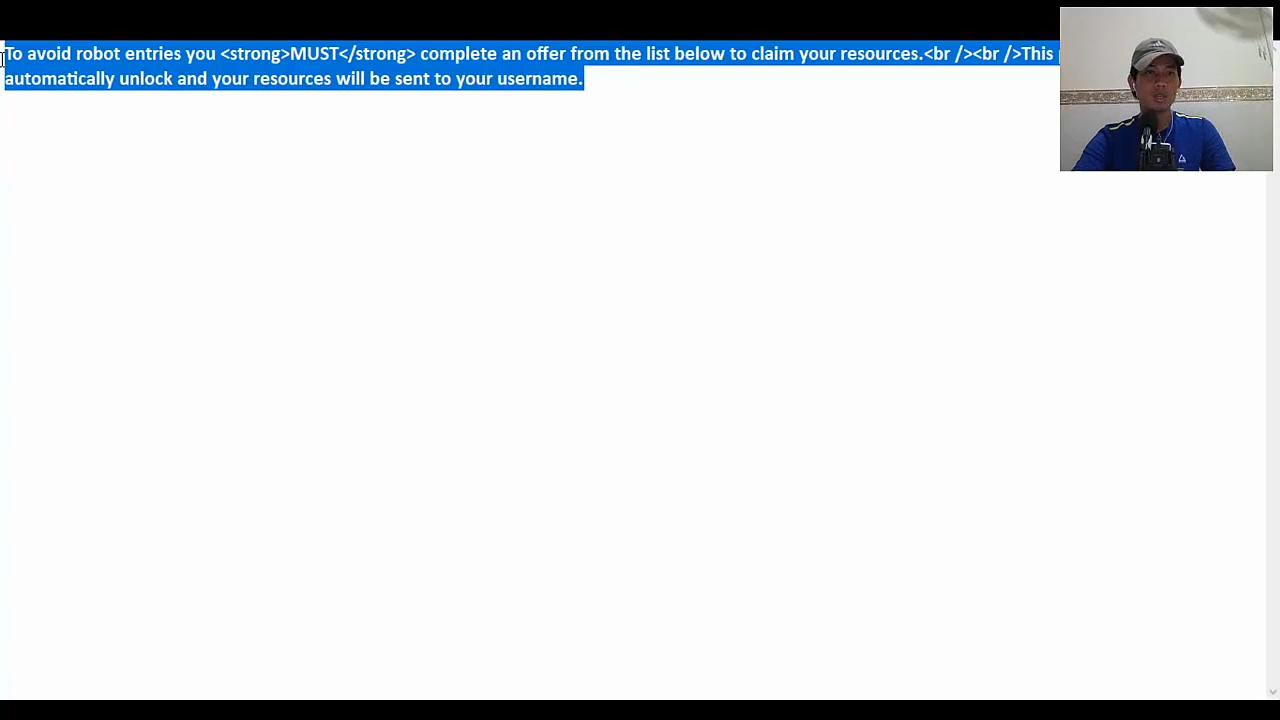 To avoid robot entries you <strong>MUST</strong> complete an offer from the list below to claim your resources.<br /><br />This
automatically unlock and your resources will be sent to your username.